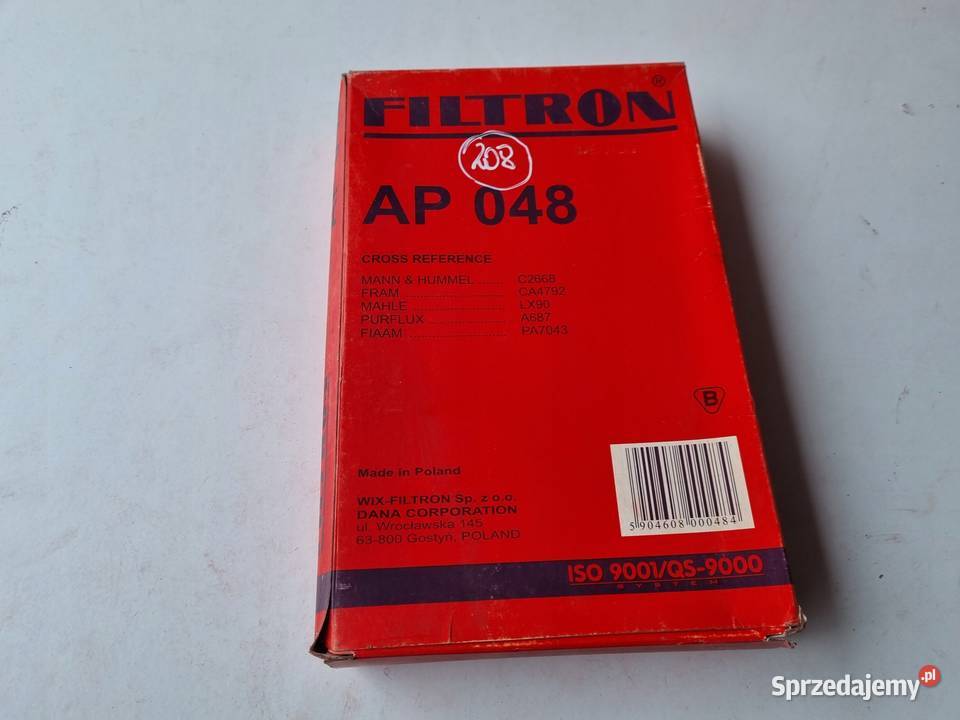 FILTRON®
208
AP 048
CROSS REFERENCE
MANN & HUMMEL ....... C2668
FRAM ........................... CA4792
MAHLE ......................... LX90
PURFLUX ..................... A687
FIAAM .......................... PA7043
B
Made in Poland
WIX-FILTRON Sp. z o.o.
DANA CORPORATION
ul. Wrocławska 145
63-800 Gostyń, POLAND
5 904608 000484
ISO 9001/QS-9000
SYSTEM
Sprzedajemy.pl